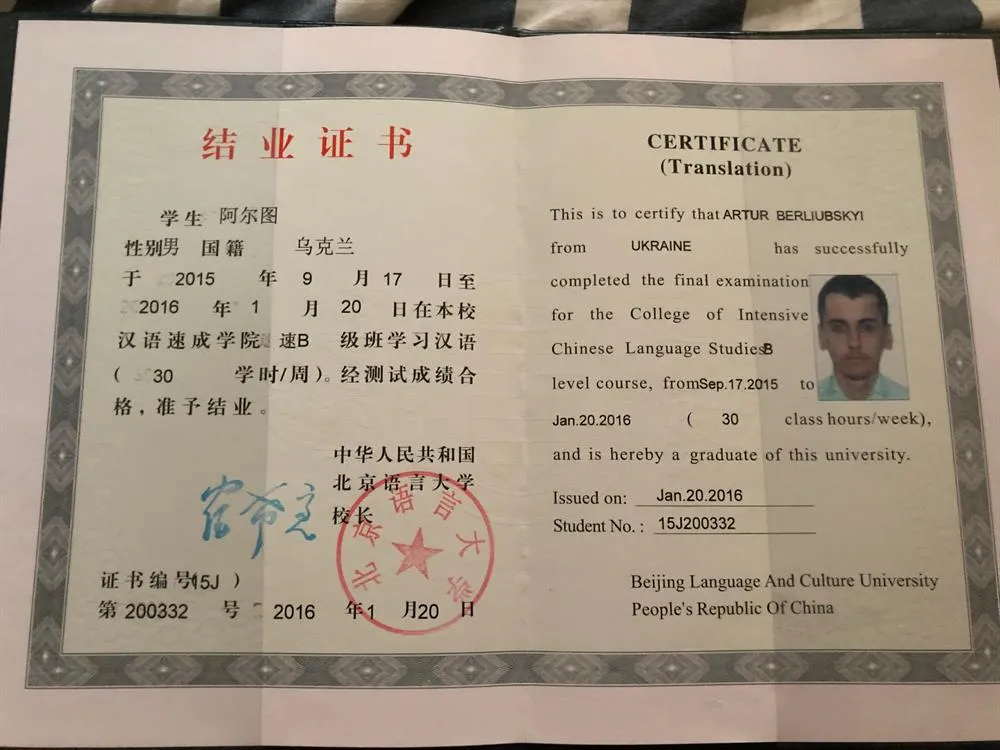 结业证书
学生 阿尔图
性别男 国籍 乌克兰
于 2015 年 9 月 17 日至
2016 年 1 月 20 日在本校
汉语速成学院 速B 级班学习汉语
( 30 学时/周)。经测试成绩合
格,准予结业。
中华人民共和国
北京语言大学
校长
北京语言大学
证书编号(15J )
第 200332 号 2016 年1 月20 日
CERTIFICATE
(Translation)
This is to certify that ARTUR BERLIUBSKYI
from UKRAINE has successfully
completed the final examination
for the College of Intensive
Chinese Language Studies B
level course, from Sep.17.2015 to
Jan.20.2016 ( 30 class hours/week),
and is hereby a graduate of this university.
Issued on: Jan.20.2016
Student No.: 15J200332
Beijing Language And Culture University
People's Republic Of China